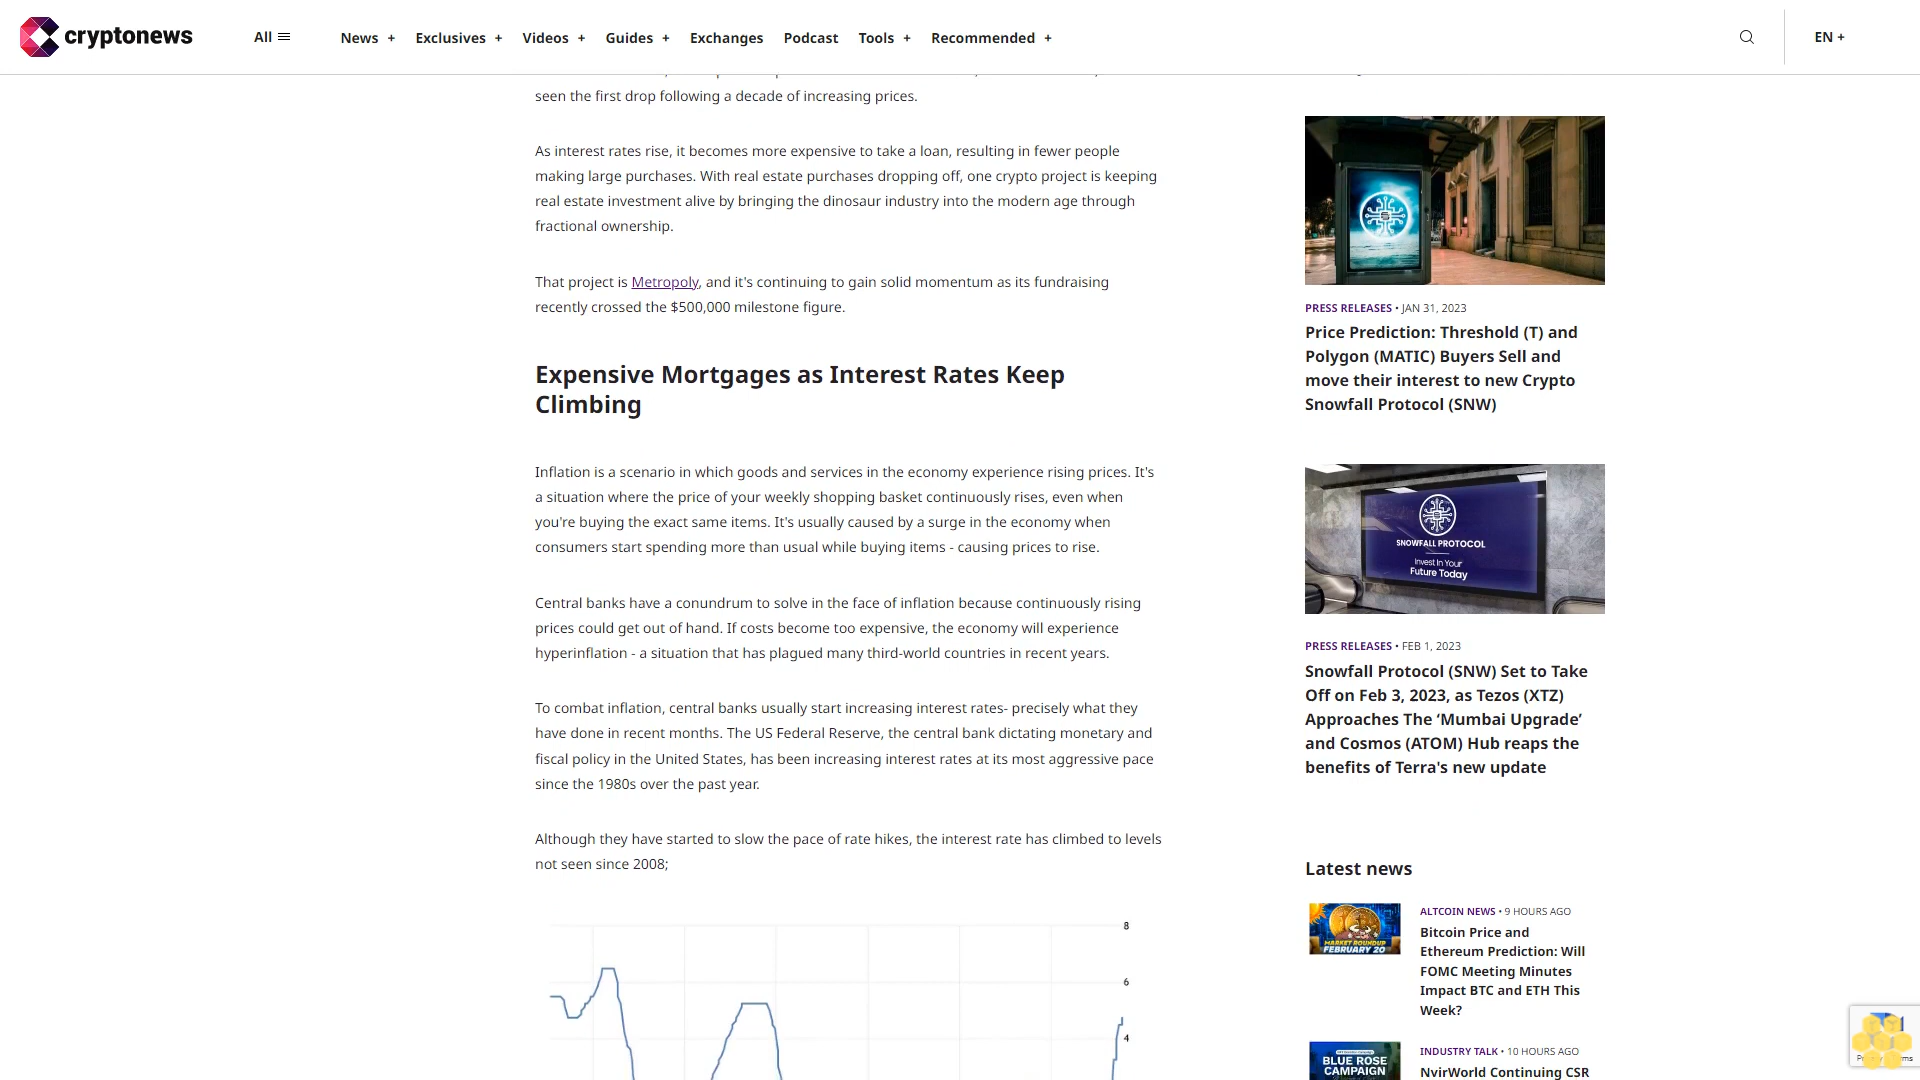 cryptonews
All
News +
Exclusives +
Videos +
Guides +
Exchanges
Podcast
Tools +
Recommended +
EN +
seen the first drop following a decade of increasing prices.
As interest rates rise, it becomes more expensive to take a loan, resulting in fewer people
making large purchases. With real estate purchases dropping off, one crypto project is keeping
real estate investment alive by bringing the dinosaur industry into the modern age through
fractional ownership.
That project is Metropoly, and it's continuing to gain solid momentum as its fundraising
recently crossed the $500,000 milestone figure.
Expensive Mortgages as Interest Rates Keep
Climbing
Inflation is a scenario in which goods and services in the economy experience rising prices. It's
a situation where the price of your weekly shopping basket continuously rises, even when
you're buying the exact same items. It's usually caused by a surge in the economy when
consumers start spending more than usual while buying items - causing prices to rise.
Central banks have a conundrum to solve in the face of inflation because continuously rising
prices could get out of hand. If costs become too expensive, the economy will experience
hyperinflation - a situation that has plagued many third-world countries in recent years.
To combat inflation, central banks usually start increasing interest rates- precisely what they
have done in recent months. The US Federal Reserve, the central bank dictating monetary and
fiscal policy in the United States, has been increasing interest rates at its most aggressive pace
since the 1980s over the past year.
Although they have started to slow the pace of rate hikes, the interest rate has climbed to levels
not seen since 2008;
8
6
4
PRESS RELEASES • JAN 31, 2023
Price Prediction: Threshold (T) and
Polygon (MATIC) Buyers Sell and
move their interest to new Crypto
Snowfall Protocol (SNW)
SNOWFALL PROTOCOL
Invest In Your
Future Today
PRESS RELEASES • FEB 1, 2023
Snowfall Protocol (SNW) Set to Take
Off on Feb 3, 2023, as Tezos (XTZ)
Approaches The ‘Mumbai Upgrade’
and Cosmos (ATOM) Hub reaps the
benefits of Terra's new update
Latest news
MARKET ROUNDUP
FEBRUARY 20
ALTCOIN NEWS • 9 HOURS AGO
Bitcoin Price and
Ethereum Prediction: Will
FOMC Meeting Minutes
Impact BTC and ETH This
Week?
BLUE ROSE
CAMPAIGN
INDUSTRY TALK • 10 HOURS AGO
NvirWorld Continuing CSR